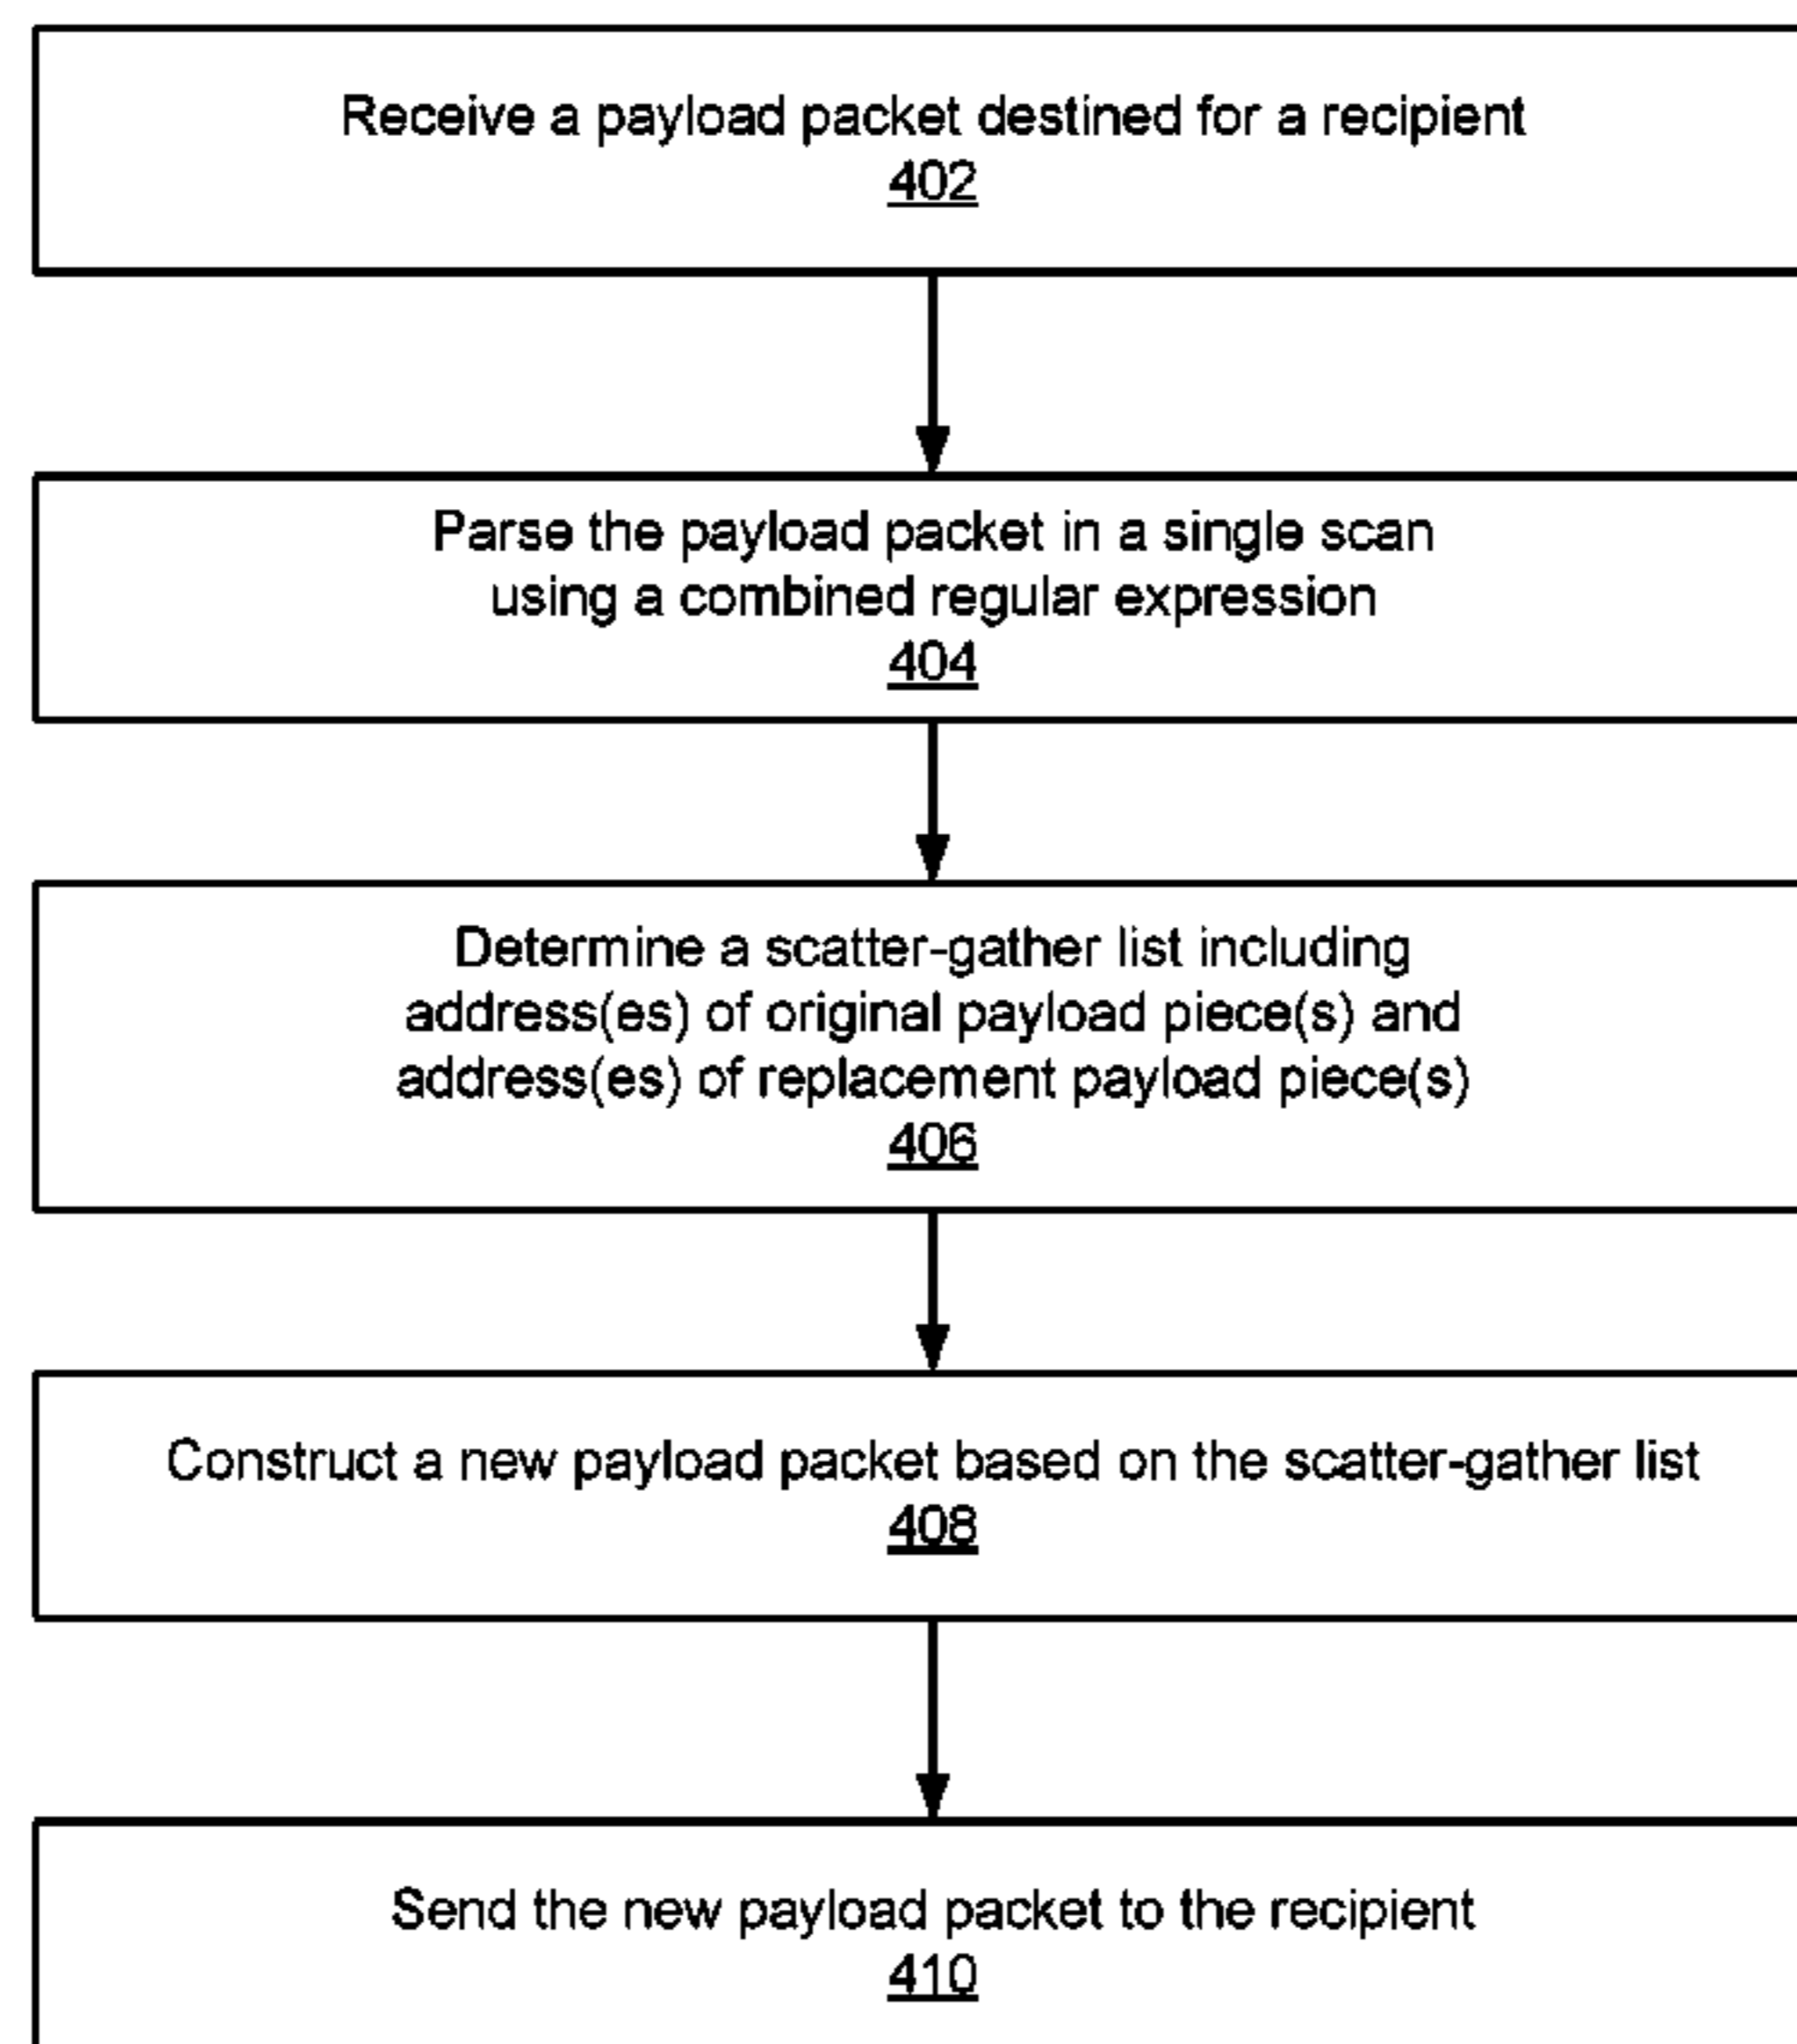 Receive a payload packet destined for a recipient
402
Parse the payload packet in a single scan
using a combined regular expression
404
Determine a scatter-gather list including
address(es) of original payload piece(s) and
address(es) of replacement payload piece(s)
406
Construct a new payload packet based on the scatter-gather list
408
Send the new payload packet to the recipient
410